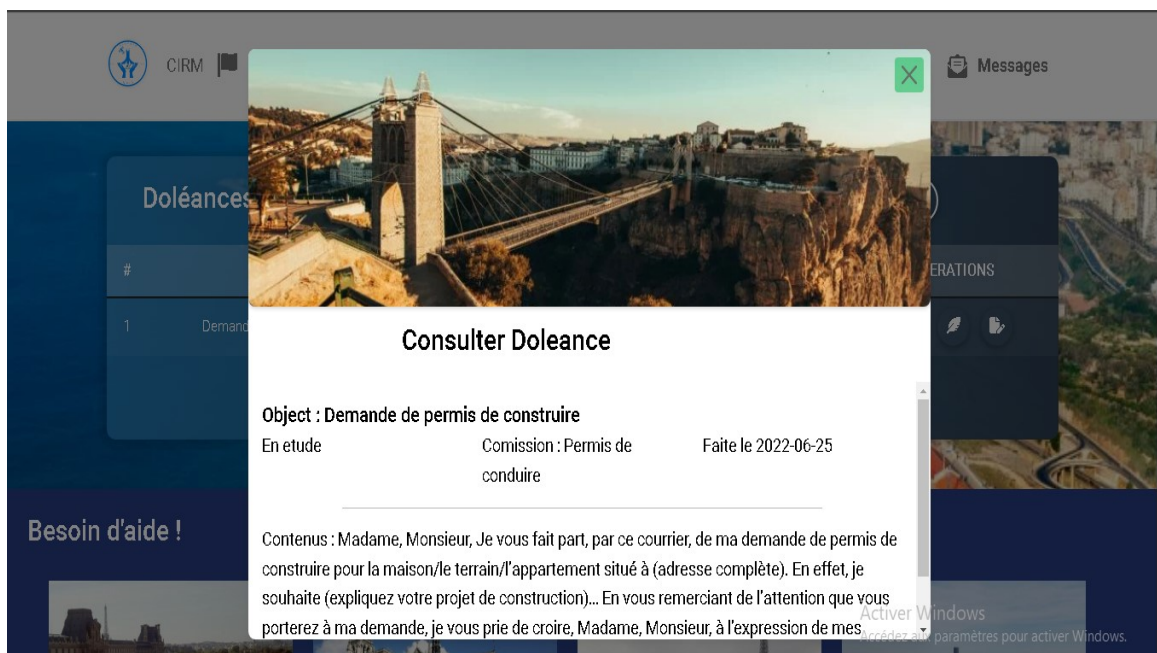 CIRM
Messages
Doléances
#
ERATIONS
1
Demand
Consulter Doleance
Object : Demande de permis de construire
En etude
Comission : Permis de
conduire
Faite le 2022-06-25
Contenus : Madame, Monsieur, Je vous fait part, par ce courrier, de ma demande de permis de
construire pour la maison/le terrain/l'appartement situé à (adresse complète). En effet, je
souhaite (expliquez votre projet de construction)... En vous remerciant de l'attention que vous
porterez à ma demande, je vous prie de croire, Madame, Monsieur, à l'expression de mes
Besoin d'aide !
Activer Windows
Accédez aux paramètres pour activer Windows.